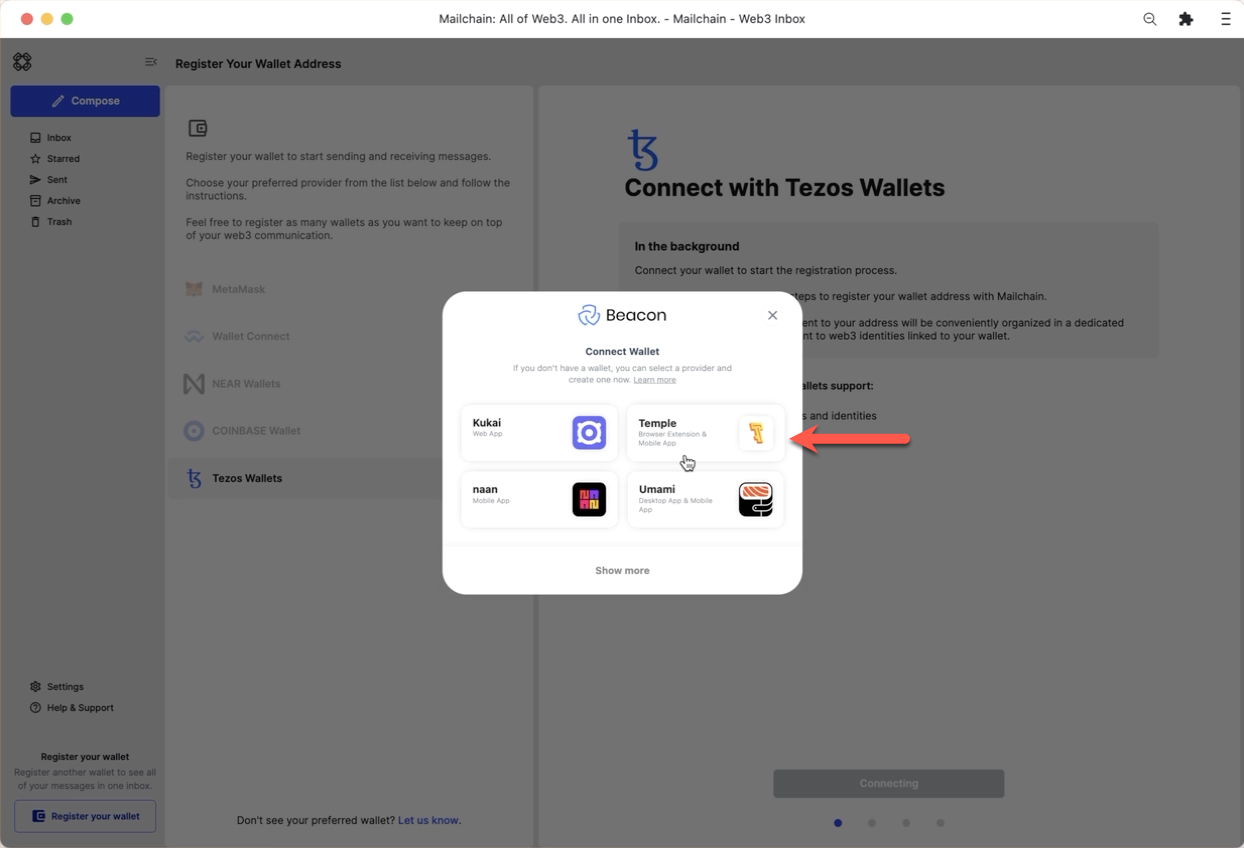 Mailchain: All of Web3. All in one Inbox. - Mailchain - Web3 Inbox
Register Your Wallet Address
Compose
Inbox
Starred
Sent
Archive
Trash
Settings
Help & Support
Register your wallet
Register another wallet to see all
of your messages in one inbox.
Register your wallet
Register your wallet to start sending and receiving messages.
Choose your preferred provider from the list below and follow the
instructions.
Feel free to register as many wallets as you want to keep on top
of your web3 communication.
MetaMask
Wallet Connect
NEAR Wallets
COINBASE Wallet
Tezos Wallets
Don't see your preferred wallet? Let us know.
Connect with Tezos Wallets
In the background
Connect your wallet to start the registration process.
to register your wallet address with Mailchain.
to your address will be conveniently organized in a dedicated
to web3 identities linked to your wallet.
support:
and identities
Beacon
Connect Wallet
If you don't have a wallet, you can select a provider and
create one now. Learn more
Kukai
Web App
Temple
Browser Extension &
Mobile App
naan
Mobile App
Umami
Desktop App & Mobile
App
Show more
Connecting